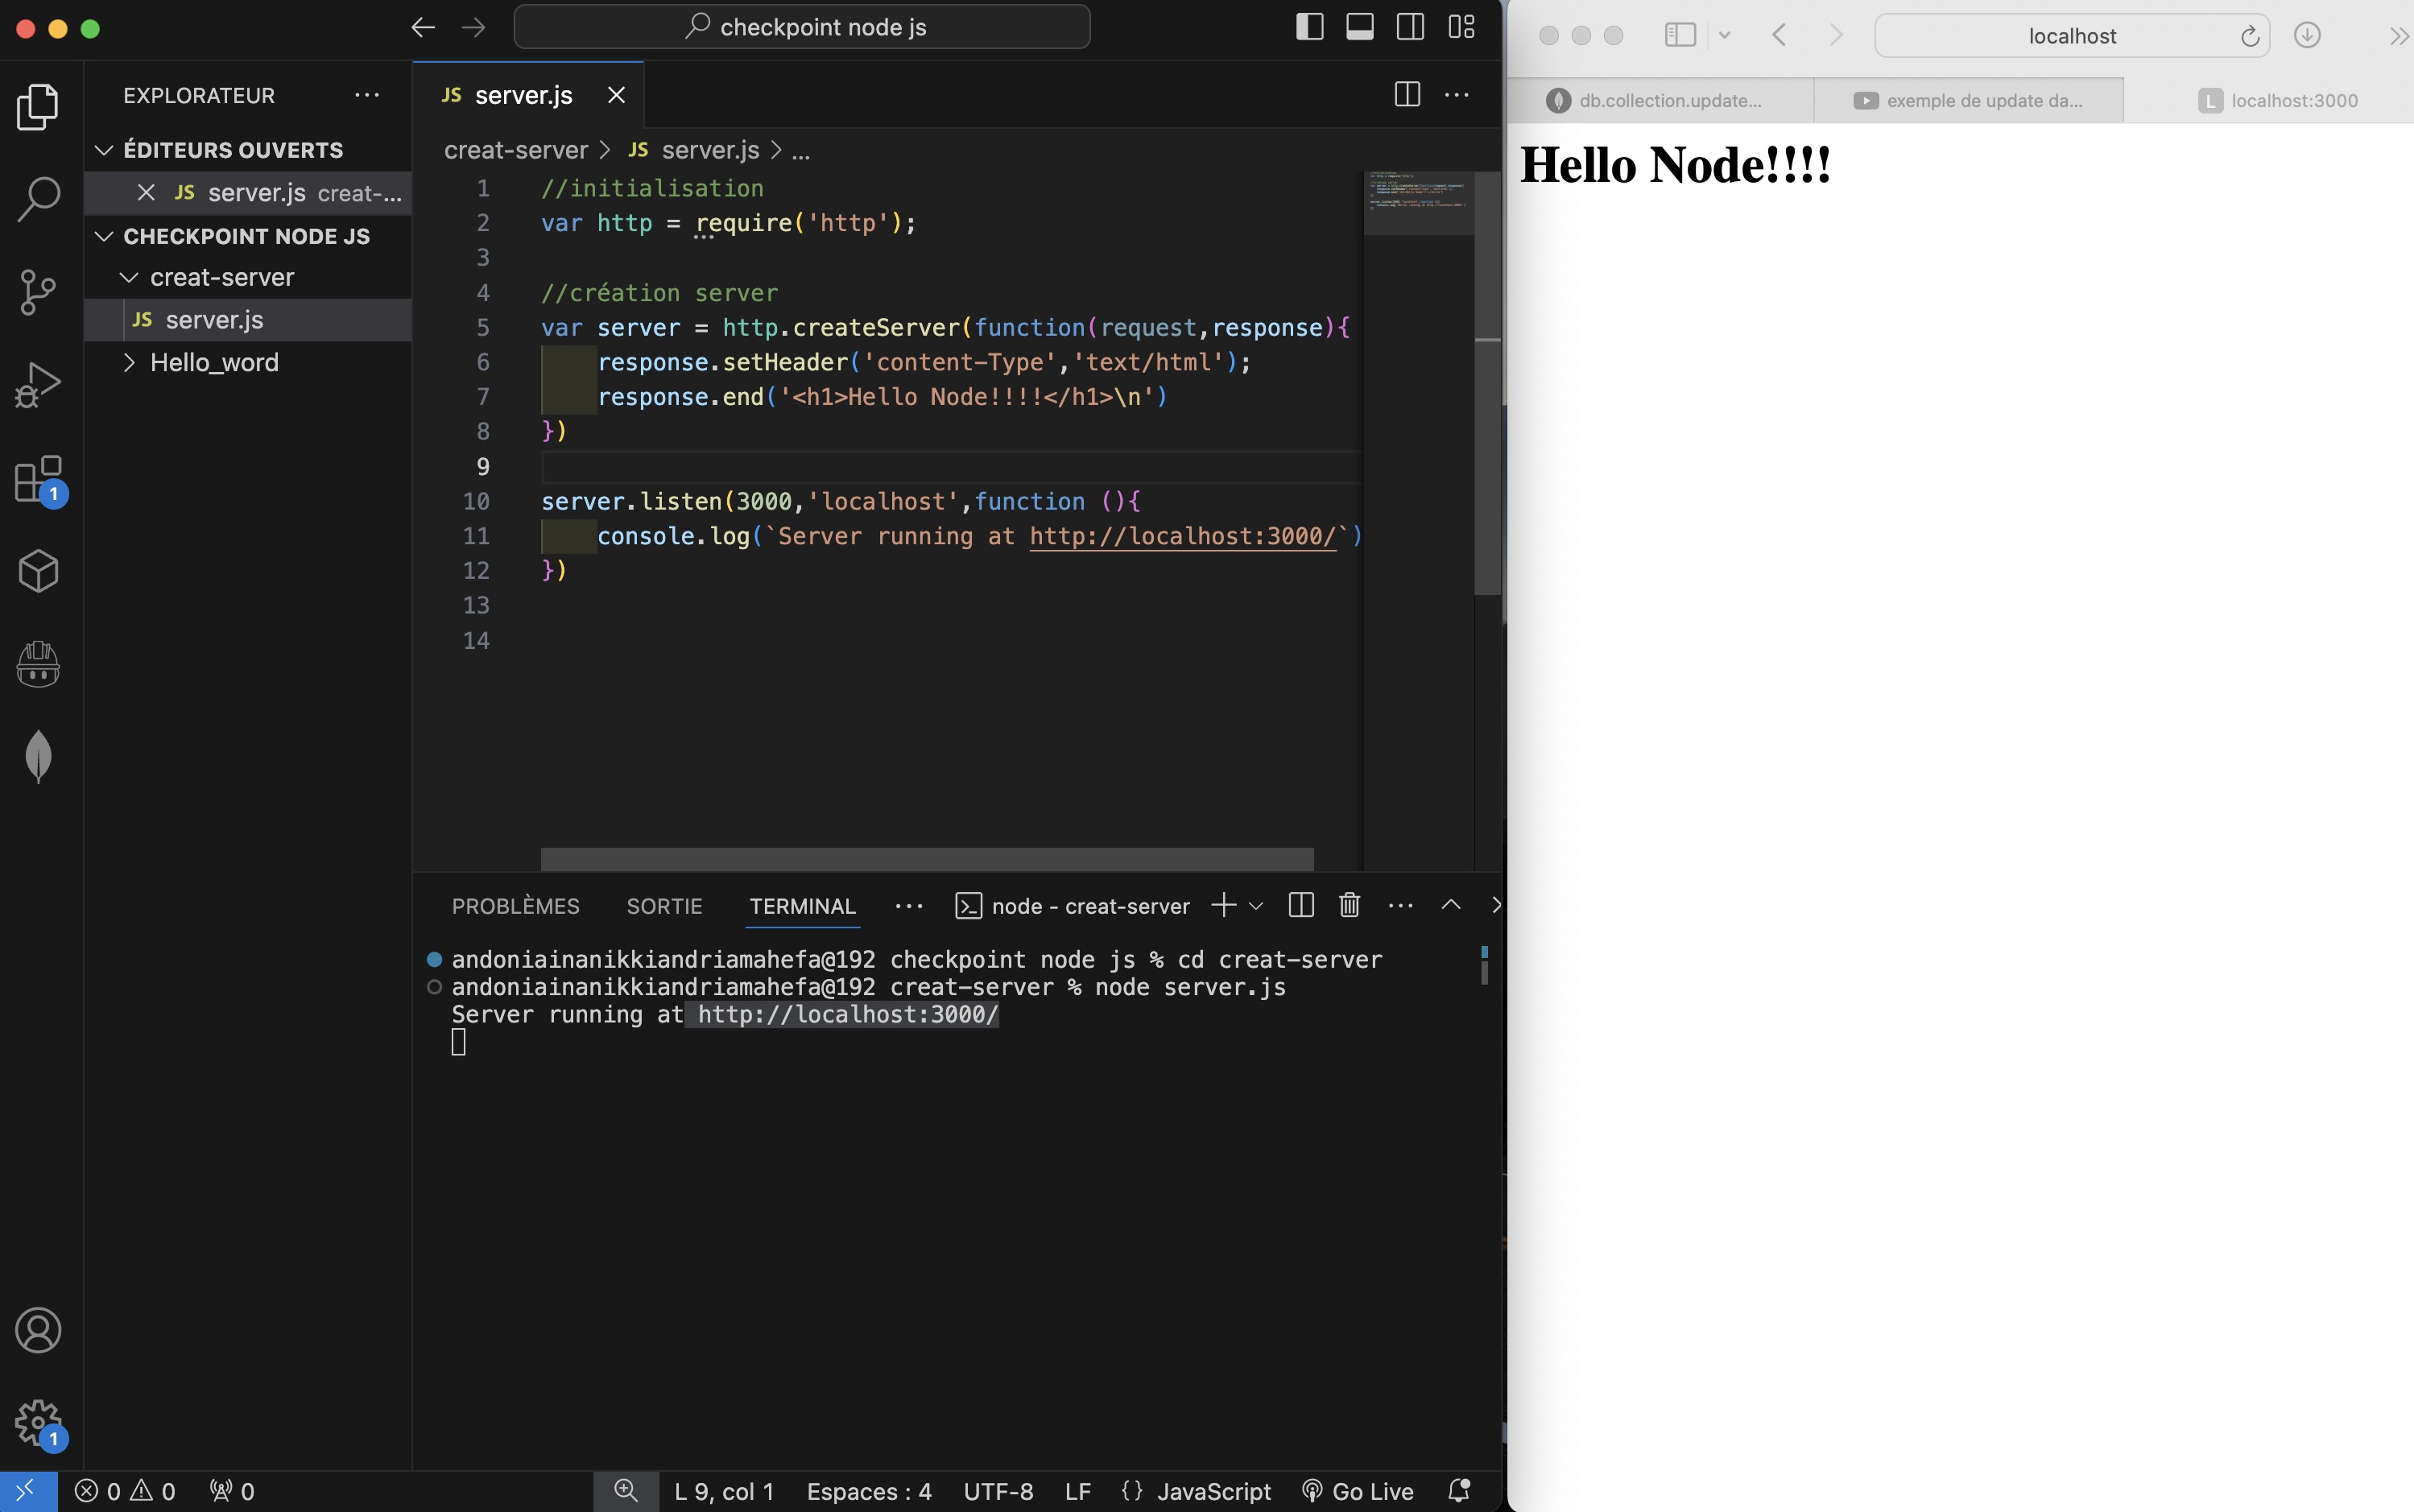 checkpoint node js
EXPLORATEUR
ÉDITEURS OUVERTS
JS server.js creat-...
CHECKPOINT NODE JS
creat-server
JS server.js
Hello_word
1
1
JS server.js
creat-server > JS server.js > ...
1 //initialisation
2 var http = require('http');
3
4 //création server
5 var server = http.createServer(function(request,response){
6 response.setHeader('content-Type','text/html');
7 response.end('<h1>Hello Node!!!!</h1>\n')
8 })
9
10 server.listen(3000,'localhost',function (){
11 console.log(`Server running at http://localhost:3000/`)
12 })
13
14
PROBLÈMES SORTIE TERMINAL ... node - creat-server
andoniainanikkiandriamahefa@192 checkpoint node js % cd creat-server
andoniainanikkiandriamahefa@192 creat-server % node server.js
Server running at http://localhost:3000/
0 0 0 L 9, col 1 Espaces : 4 UTF-8 LF {} JavaScript Go Live
localhost
db.collection.update... exemple de update da... L localhost:3000
Hello Node!!!!